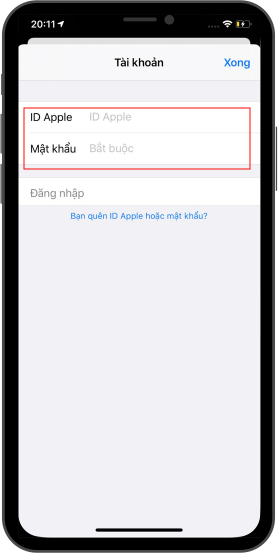 20:11
Tài khoản Xong
ID Apple ID Apple
Mật khẩu Bắt buộc
Đăng nhập
Bạn quên ID Apple hoặc mật khẩu?